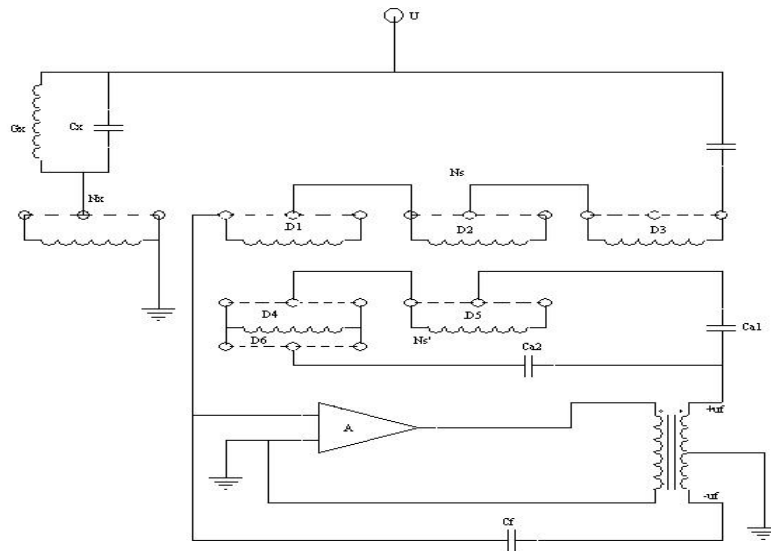 U
Gx
Cx
Nx
Ns
D1
D2
D3
D4
D5
D6
Ns'
Ca1
Ca2
+uf
A
-uf
Cf